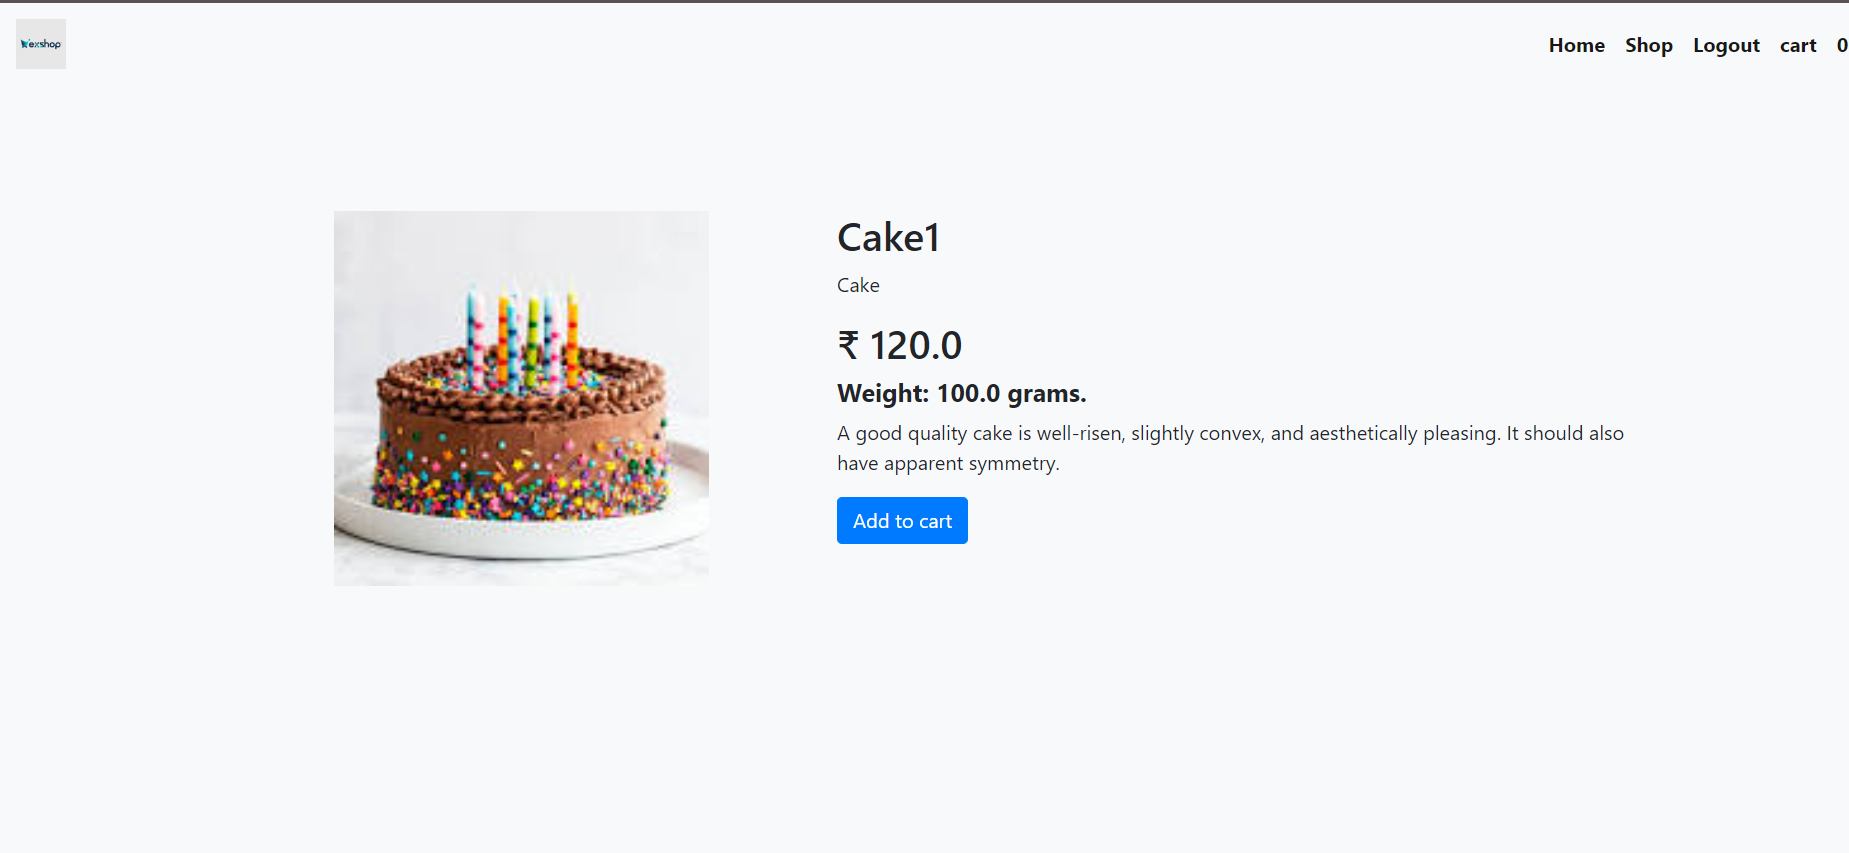 exshop
Home Shop Logout cart 0
Cake1
Cake
₹ 120.0
Weight: 100.0 grams.
A good quality cake is well-risen, slightly convex, and aesthetically pleasing. It should also
have apparent symmetry.
Add to cart